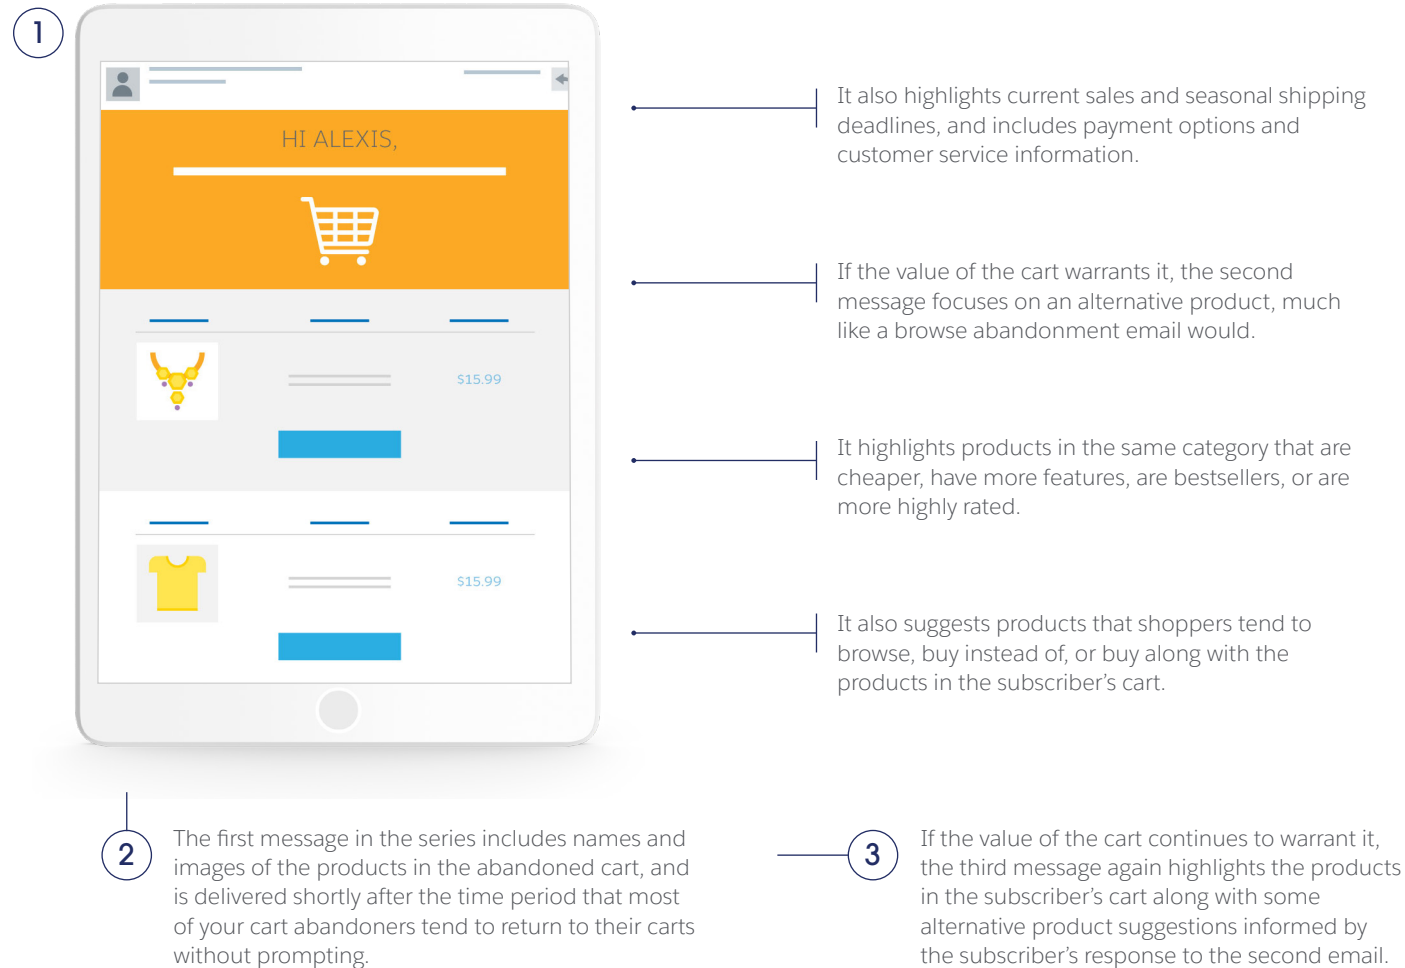 1
HI ALEXIS,
$15.99
$15.99
It also highlights current sales and seasonal shipping
deadlines, and includes payment options and
customer service information.
If the value of the cart warrants it, the second
message focuses on an alternative product, much
like a browse abandonment email would.
It highlights products in the same category that are
cheaper, have more features, are bestsellers, or are
more highly rated.
It also suggests products that shoppers tend to
browse, buy instead of, or buy along with the
products in the subscriber’s cart.
2
The first message in the series includes names and
images of the products in the abandoned cart, and
is delivered shortly after the time period that most
of your cart abandoners tend to return to their carts
without prompting.
3
If the value of the cart continues to warrant it,
the third message again highlights the products
in the subscriber’s cart along with some
alternative product suggestions informed by
the subscriber’s response to the second email.